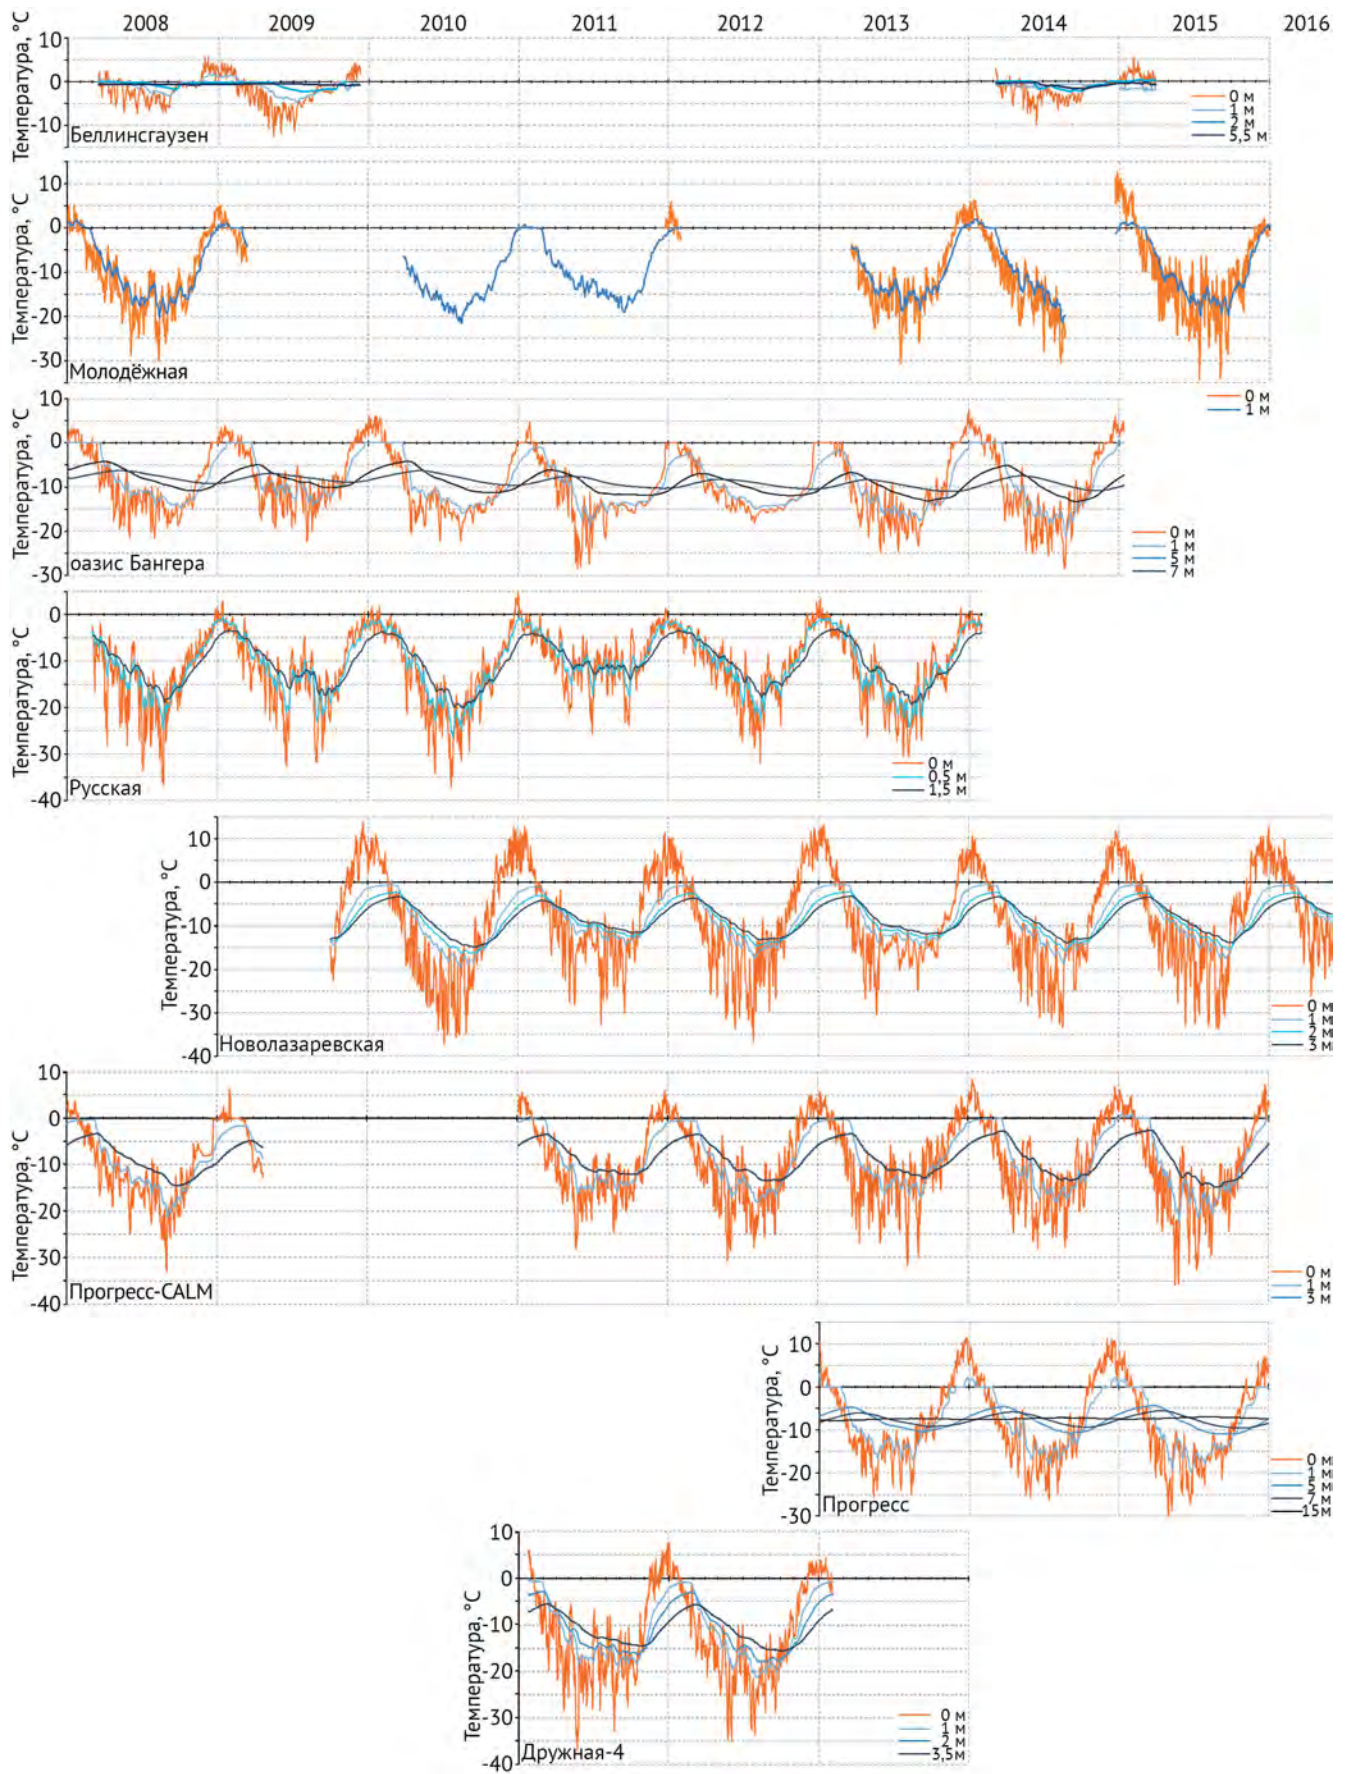 2008 2009 2010 2011 2012 2013 2014 2015 2016
Температура, °C
10
0
-10
Беллинсгаузен
0 м
1 м
2 м
5,5 м
Температура, °C
10
0
-10
-20
-30
Молодёжная
0 м
1 м
Температура, °C
10
0
-10
-20
-30
оазис Бангера
0 м
1 м
5 м
7 м
Температура, °C
0
-10
-20
-30
-40
Русская
0 м
0,5 м
1,5 м
Температура, °C
10
0
-10
-20
-30
-40
Новолазаревская
0 м
1 м
2 м
3 м
Температура, °C
10
0
-10
-20
-30
-40
Прогресс-CALM
0 м
1 м
3 м
Температура, °C
10
0
-10
-20
-30
Прогресс
0 м
1 м
5 м
7 м
15м
Температура, °C
10
0
-10
-20
-30
-40
Дружная-4
0 м
1 м
2 м
3,5м